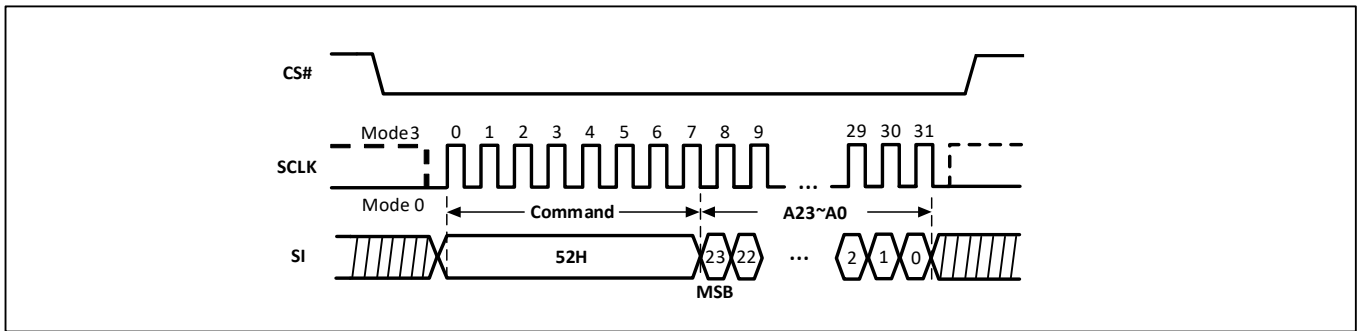 CS#
Mode3 0 1 2 3 4 5 6 7 8 9 29 30 31
SCLK
...
Mode 0 Command A23~A0
SI 52H 23 22 ... 2 1 0
MSB